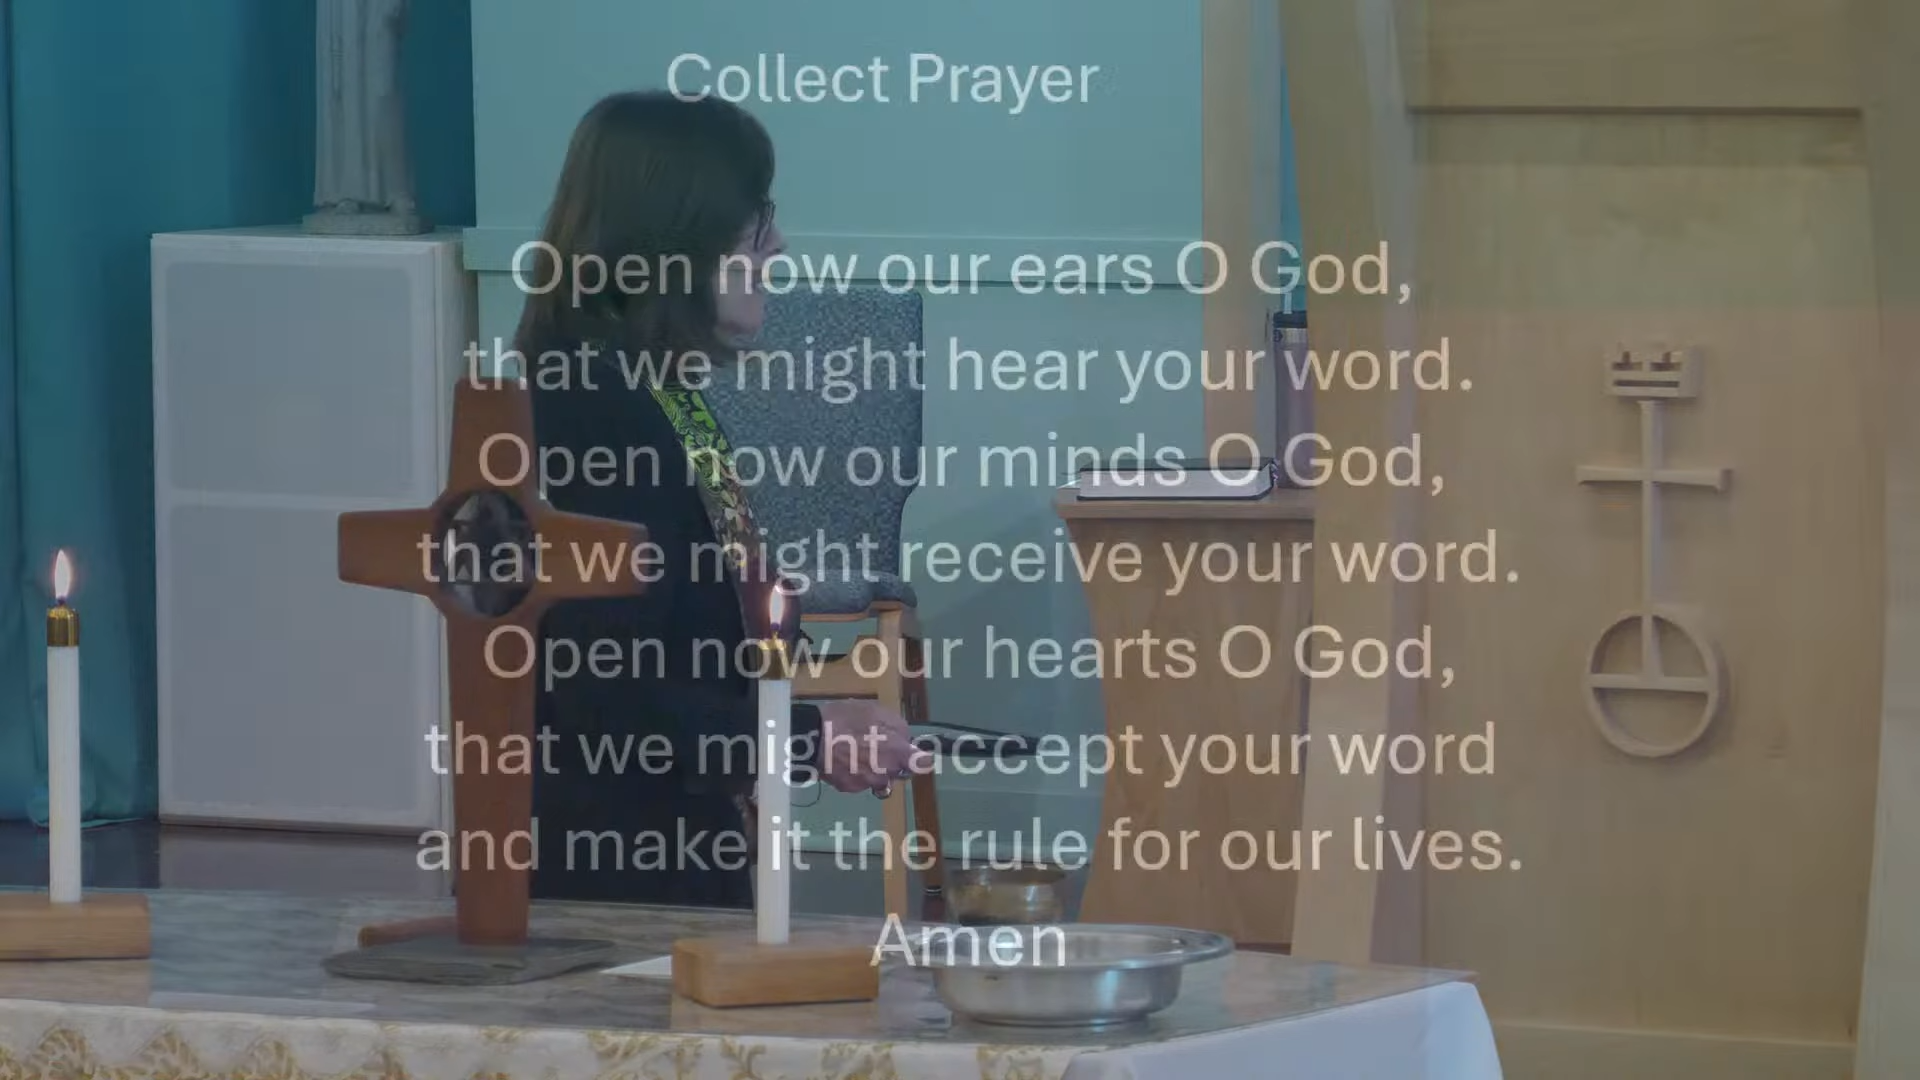 Collect Prayer
Open now our ears O God,
that we might hear your word.
Open now our minds O God,
that we might receive your word.
Open now our hearts O God,
that we might accept your word
and make it the rule for our lives.
Amen